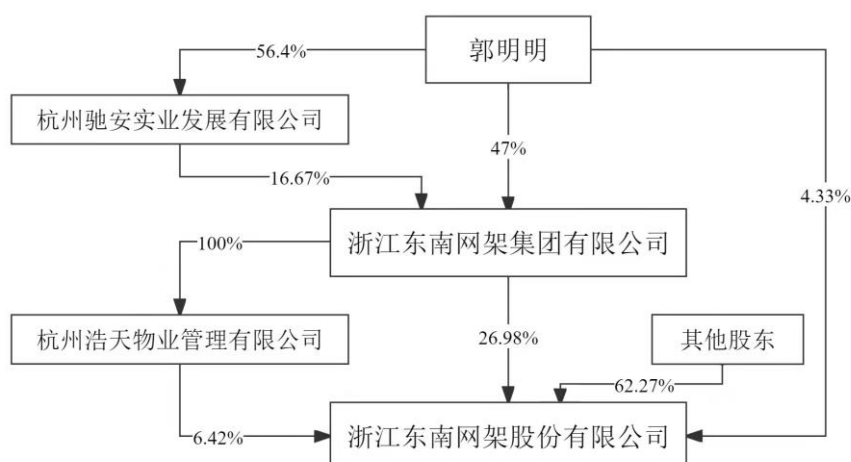 郭明明
56.4%
杭州驰安实业发展有限公司
47%
16.67%
4.33%
浙江东南网架集团有限公司
100%
杭州浩天物业管理有限公司
26.98%
其他股东
62.27%
浙江东南网架股份有限公司
6.42%